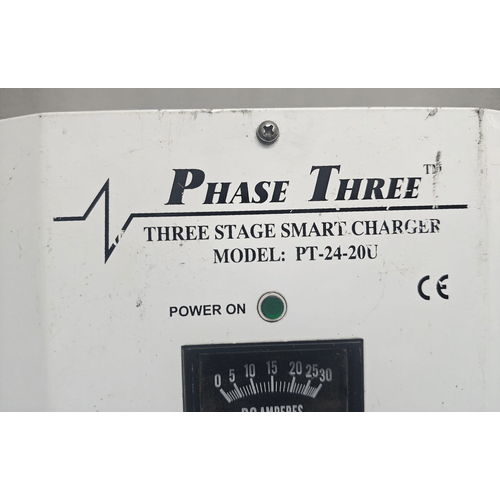 PHASE THREE™
THREE STAGE SMART CHARGER
MODEL: PT-24-20U
CE
POWER ON
0 5 10 15 20 25 30
DC AMPERES